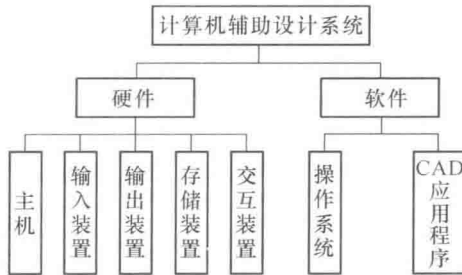 计算机辅助设计系统
硬件
软件
主机
输入装置
输出装置
存储装置
交互装置
操作系统
CAD应用程序